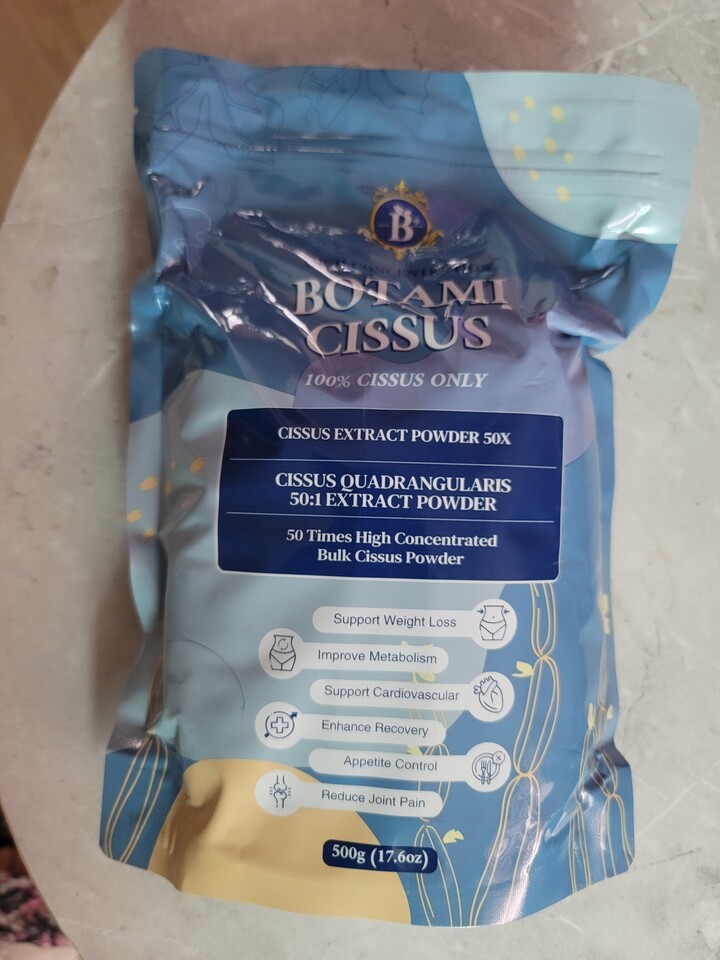 B
HIGH CONCENTRATION
BOTAMI
CISSUS
100% CISSUS ONLY
CISSUS EXTRACT POWDER 50X
CISSUS QUADRANGULARIS
50:1 EXTRACT POWDER
50 Times High Concentrated
Bulk Cissus Powder
Support Weight Loss
Improve Metabolism
Support Cardiovascular
Enhance Recovery
Appetite Control
Reduce Joint Pain
500g (17.6oz)